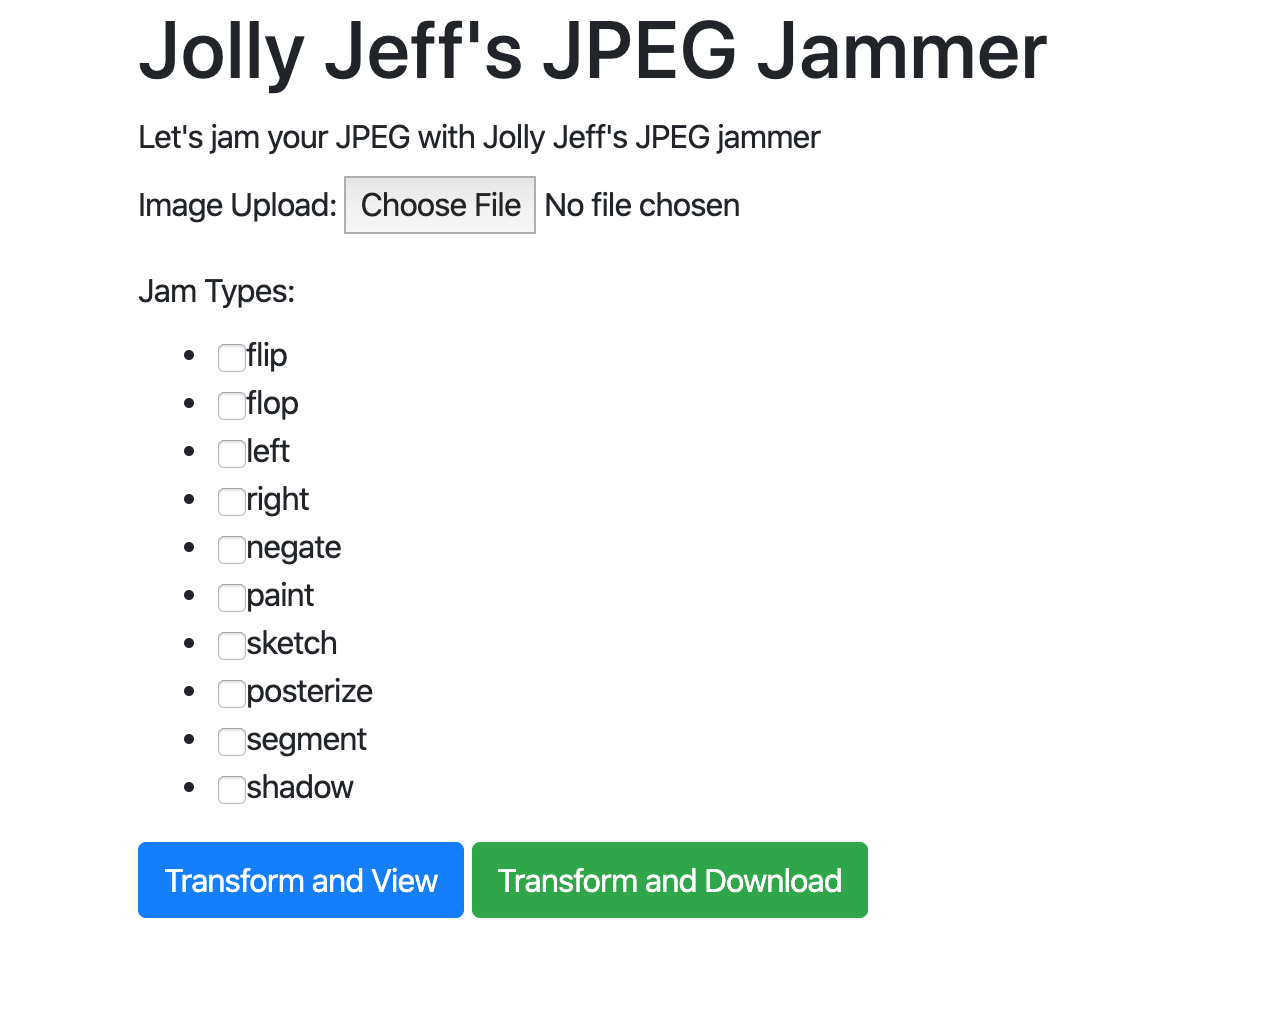 Jolly Jeff's JPEG Jammer
Let's jam your JPEG with Jolly Jeff's JPEG jammer
Image Upload: Choose File No file chosen
Jam Types:
flip
flop
left
right
negate
paint
sketch
posterize
segment
shadow
Transform and View Transform and Download